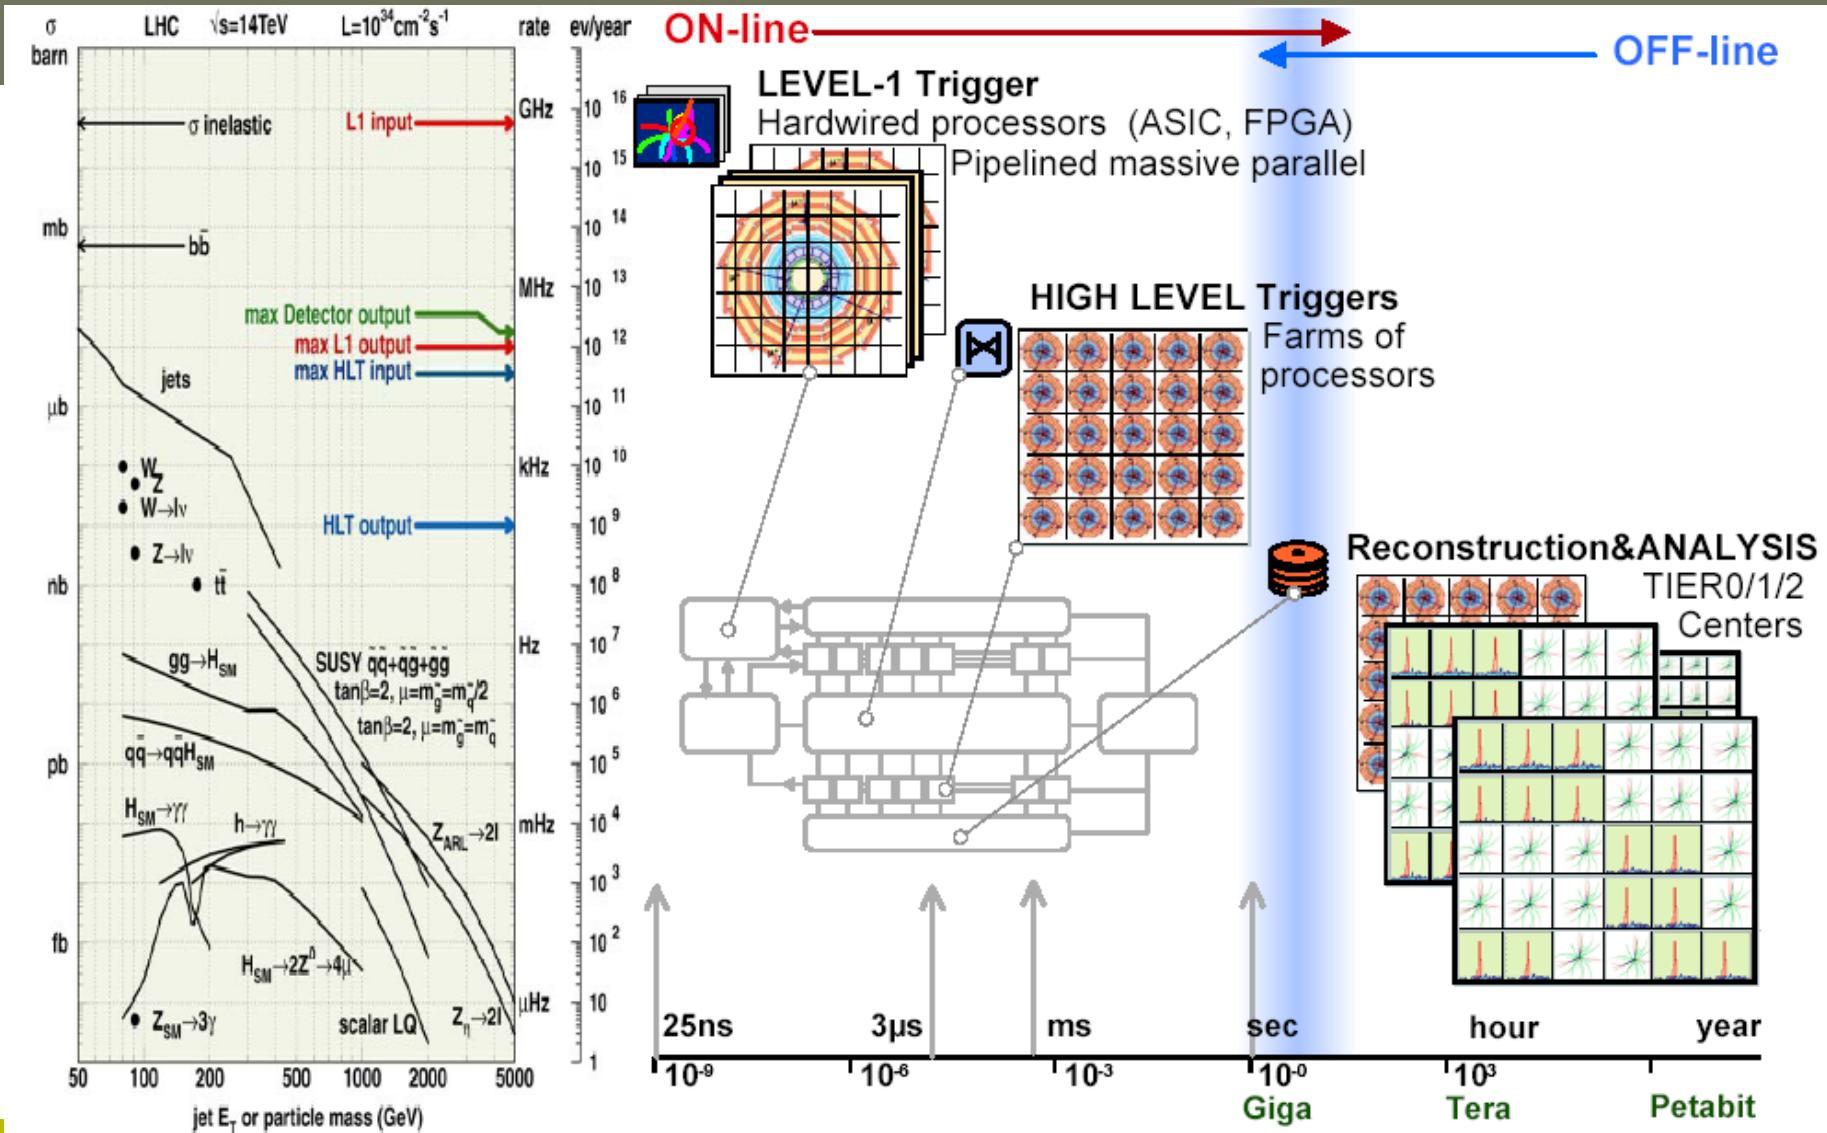 σ LHC √s=14TeV L=10³⁴cm⁻²s⁻¹ rate ev/year
barn
GHz
σ inelastic
L1 input
mb
bb̄
MHz
max Detector output
max L1 output
max HLT input
jets
μb
kHz
W
Z
W→lν
HLT output
Z→lν
nb
tt̄
Hz
gg→H_SM
SUSY q̃q̃+q̃g̃+g̃g̃
tanβ=2, μ=m_g̃=m_q̃/2
tanβ=2, μ=m_g̃=m_q̃
qq̄→qq̄H_SM
pb
H_SM→γγ
h→γγ
mHz
Z_ARL→2l
fb
H_SM→2Z⁰→4μ
μHz
Z_SM→3γ
scalar LQ
Z_η→2l
50 100 200 500 1000 2000 5000
jet E_T or particle mass (GeV)
10¹⁶
10¹⁵
10¹⁴
10¹³
10¹²
10¹¹
10¹⁰
10⁹
10⁸
10⁷
10⁶
10⁵
10⁴
10³
10²
10
1
ON-line
OFF-line
LEVEL-1 Trigger
Hardwired processors (ASIC, FPGA)
Pipelined massive parallel
HIGH LEVEL Triggers
Farms of
processors
Reconstruction&ANALYSIS
TIER0/1/2
Centers
25ns 3μs ms sec hour year
10⁻⁹ 10⁻⁶ 10⁻³ 10⁻⁰ 10³
Giga Tera Petabit